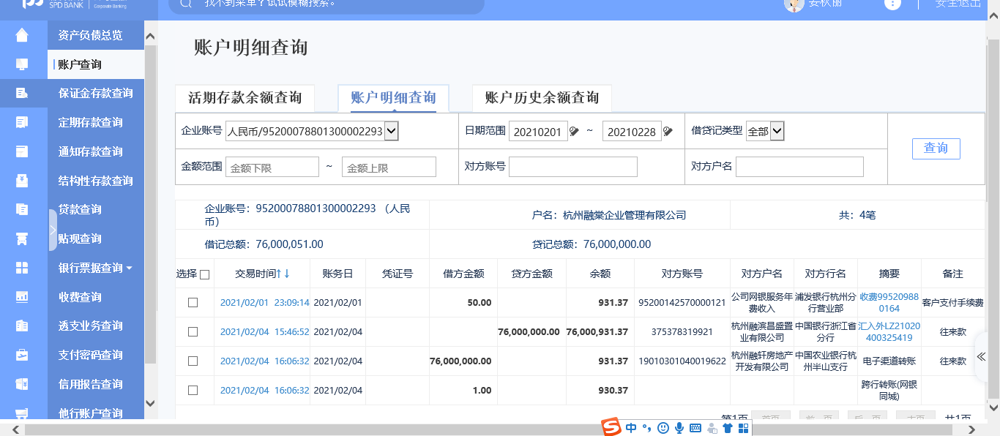 SPD BANK
Corporate Banking
找不到菜单？试试模糊搜索。
安全退出
资产负债总览
账户查询
保证金存款查询
定期存款查询
通知存款查询
结构性存款查询
贷款查询
贴现查询
银行票据查询
收费查询
透支业务查询
支付密码查询
信用报告查询
他行账户查询
账户明细查询
活期存款余额查询 账户明细查询 账户历史余额查询
企业账号 人民币/95200078801300002293 日期范围 20210201 ~ 20210228 借贷记类型 全部
查询
金额范围 金额下限 ~ 金额上限 对方账号 对方户名
企业账号：95200078801300002293 （人民
币） 户名：杭州融棠企业管理有限公司 共：4笔
借记总额：76,000,051.00 贷记总额：76,000,000.00
选择 交易时间↑↓ 账务日 凭证号 借方金额 贷方金额 余额 对方账号 对方户名 对方行名 摘要 备注
2021/02/01 23:09:14 2021/02/01 50.00 931.37 95200142570000121 公司网银服务年 浦发银行杭州分 收费99520988 客户支付手续费
费收入 行营业部 0164
2021/02/04 15:46:52 2021/02/04 76,000,000.00 76,000,931.37 375378319921 杭州融滨昌盛置 中国银行浙江省 汇入外LZ21020 往来款
业有限公司 分行 400325419
2021/02/04 16:06:32 2021/02/04 76,000,000.00 931.37 19010301040019622 杭州融轩房地产 中国农业银行杭 电子渠道转账 往来款
开发有限公司 州半山支行
2021/02/04 16:06:32 2021/02/04 1.00 930.37 跨行转账(网银
同城)
第1页 首页 前一页 后一页 末页 共1页
中